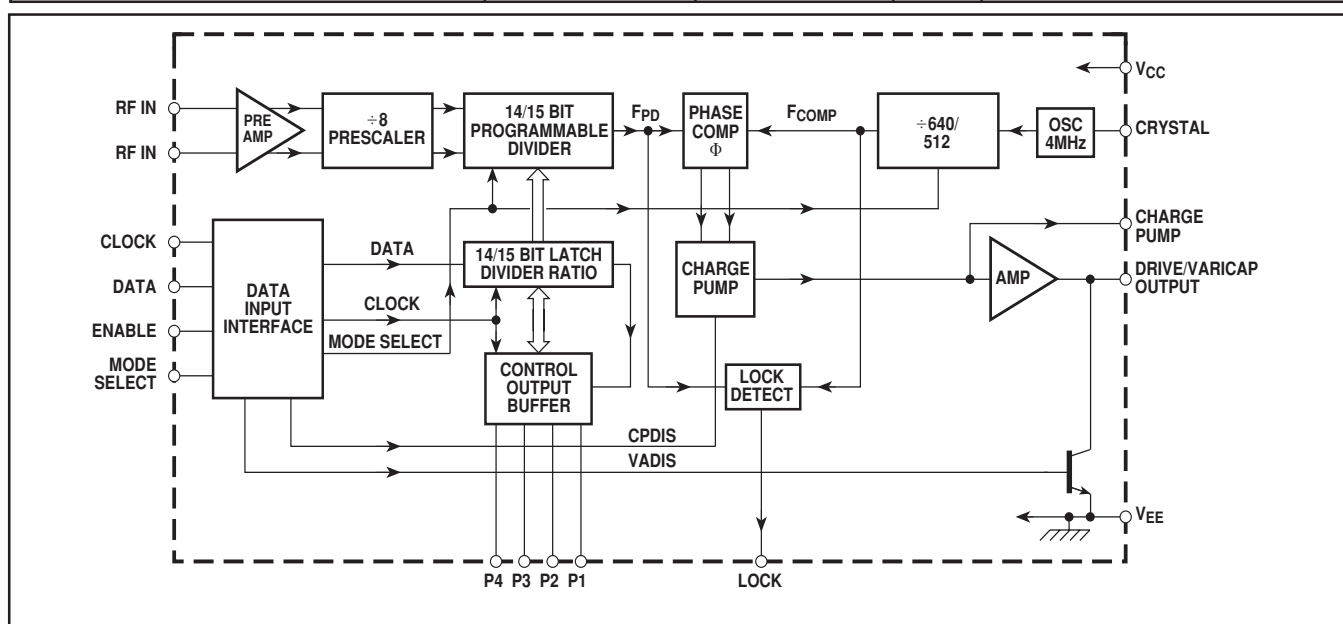 VCC
RF IN
PRE
AMP
÷8
PRESCALER
14/15 BIT
PROGRAMMABLE
DIVIDER
FPD
PHASE
COMP
Φ
FCOMP
÷640/
512
OSC
4MHz
CRYSTAL
RF IN
CHARGE
PUMP
CLOCK
DATA
ENABLE
MODE
SELECT
DATA
INPUT
INTERFACE
DATA
CLOCK
MODE SELECT
14/15 BIT LATCH
DIVIDER RATIO
CONTROL
OUTPUT
BUFFER
CHARGE
PUMP
AMP
DRIVE/VARICAP
OUTPUT
LOCK
DETECT
CPDIS
VADIS
VEE
P4 P3 P2 P1
LOCK